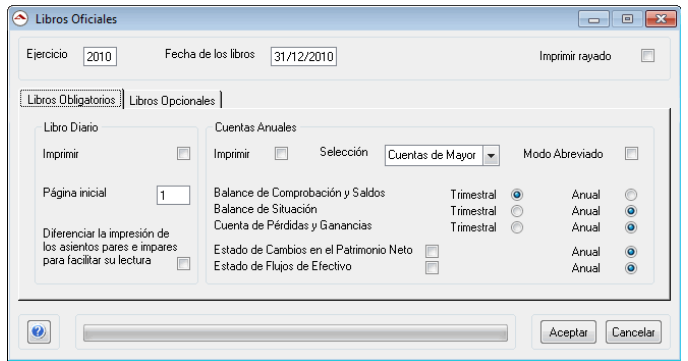 Libros Oficiales
Ejercicio 2010 Fecha de los libros 31/12/2010 Imprimir rayado
Libros Obligatorios Libros Opcionales
Libro Diario
Imprimir
Página inicial 1
Diferenciar la impresión de
los asientos pares e impares
para facilitar su lectura
Cuentas Anuales
Imprimir Selección Cuentas de Mayor Modo Abreviado
Balance de Comprobación y Saldos Trimestral Anual
Balance de Situación Trimestral Anual
Cuenta de Pérdidas y Ganancias Trimestral Anual
Estado de Cambios en el Patrimonio Neto Anual
Estado de Flujos de Efectivo Anual
? Aceptar Cancelar